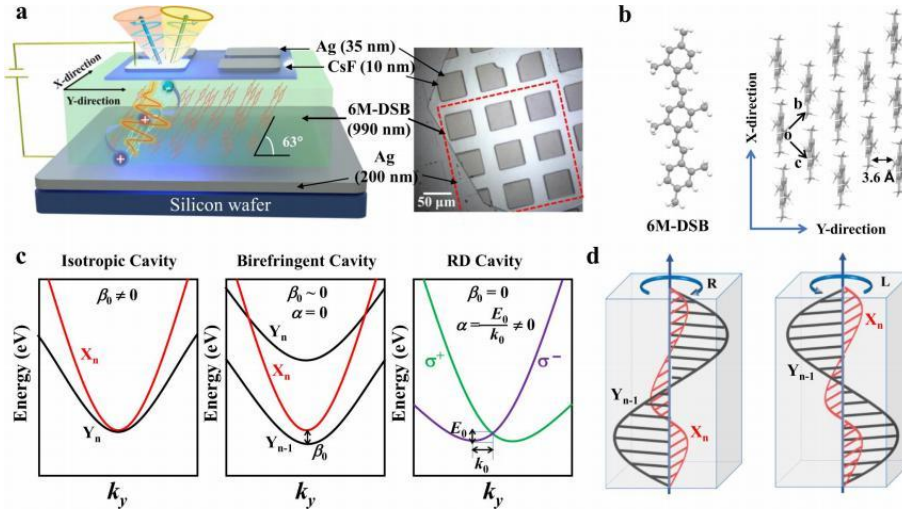 a
X-direction
Y-direction
Ag (35 nm)
CsF (10 nm)
6M-DSB
(990 nm)
63°
Ag
(200 nm)
Silicon wafer
50 μm
b
6M-DSB
X-direction
Y-direction
b
o
c
3.6 Å
c
Isotropic Cavity
β₀ ≠ 0
Xₙ
Yₙ
Energy (eV)
k_y
Birefringent Cavity
β₀ ~ 0
α = 0
Yₙ
Xₙ
Yₙ₋₁
β₀
Energy (eV)
k_y
RD Cavity
β₀ = 0
α = E₀/k₀ ≠ 0
σ⁺
σ⁻
E₀
k₀
Energy (eV)
k_y
d
R
Yₙ₋₁
Xₙ
L
Xₙ
Yₙ₋₁